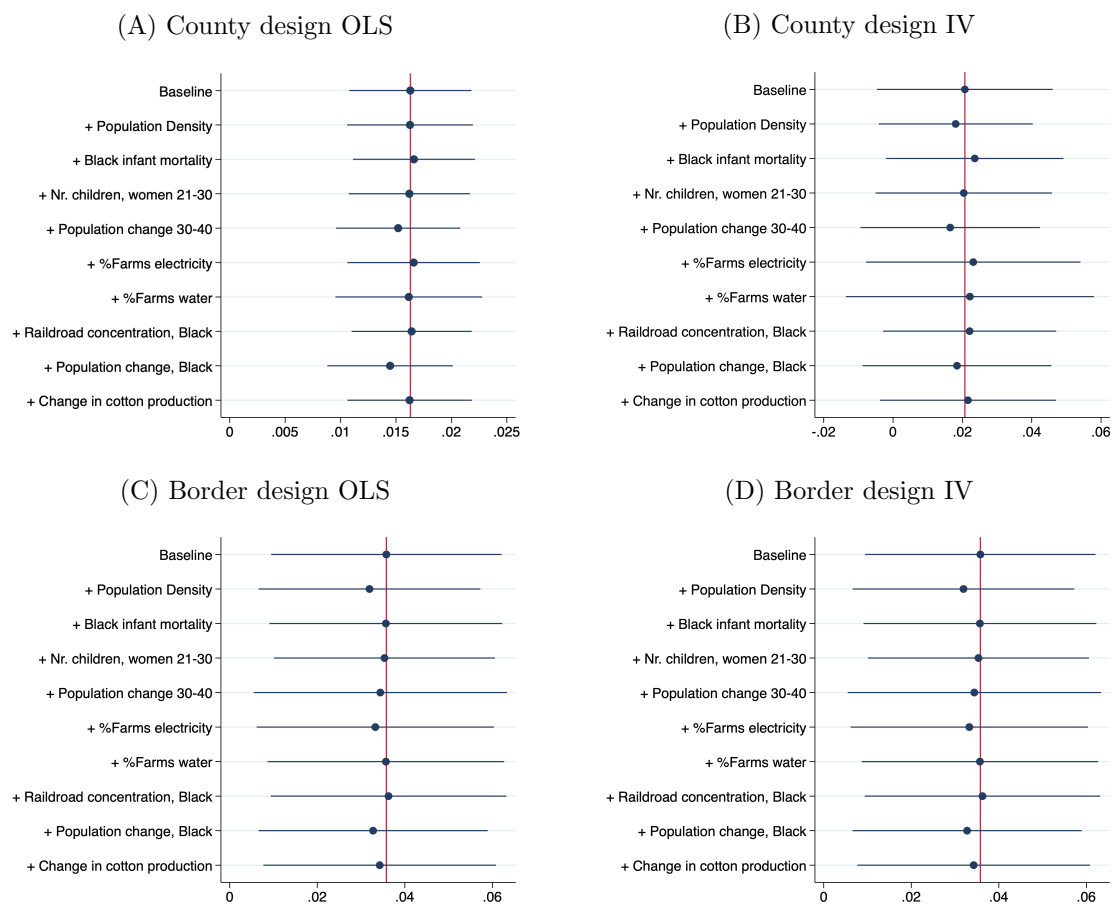 (A) County design OLS
Baseline
+ Population Density
+ Black infant mortality
+ Nr. children, women 21-30
+ Population change 30-40
+ %Farms electricity
+ %Farms water
+ Raildroad concentration, Black
+ Population change, Black
+ Change in cotton production
0 .005 .01 .015 .02 .025
(B) County design IV
Baseline
+ Population Density
+ Black infant mortality
+ Nr. children, women 21-30
+ Population change 30-40
+ %Farms electricity
+ %Farms water
+ Raildroad concentration, Black
+ Population change, Black
+ Change in cotton production
-.02 0 .02 .04 .06
(C) Border design OLS
Baseline
+ Population Density
+ Black infant mortality
+ Nr. children, women 21-30
+ Population change 30-40
+ %Farms electricity
+ %Farms water
+ Raildroad concentration, Black
+ Population change, Black
+ Change in cotton production
0 .02 .04 .06
(D) Border design IV
Baseline
+ Population Density
+ Black infant mortality
+ Nr. children, women 21-30
+ Population change 30-40
+ %Farms electricity
+ %Farms water
+ Raildroad concentration, Black
+ Population change, Black
+ Change in cotton production
0 .02 .04 .06